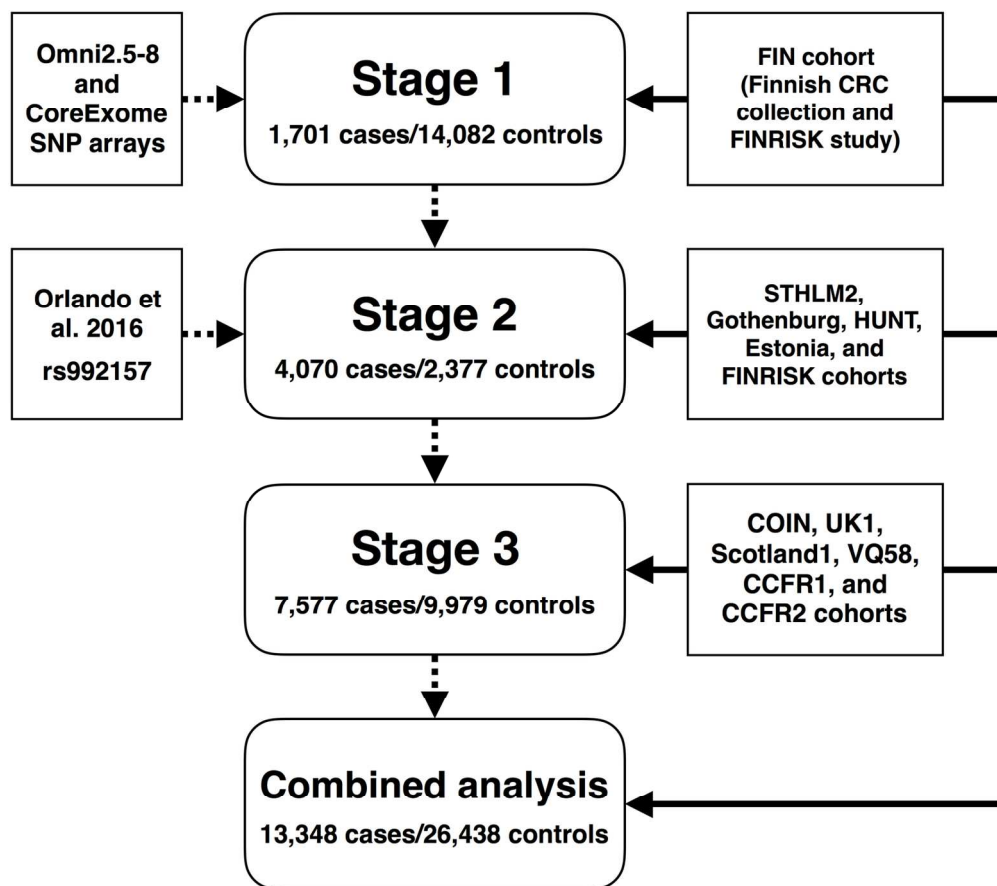 Omni2.5-8
and
CoreExome
SNP arrays
Stage 1
1,701 cases/14,082 controls
FIN cohort
(Finnish CRC
collection and
FINRISK study)
Orlando et
al. 2016
rs992157
Stage 2
4,070 cases/2,377 controls
STHLM2,
Gothenburg, HUNT,
Estonia, and
FINRISK cohorts
Stage 3
7,577 cases/9,979 controls
COIN, UK1,
Scotland1, VQ58,
CCFR1, and
CCFR2 cohorts
Combined analysis
13,348 cases/26,438 controls